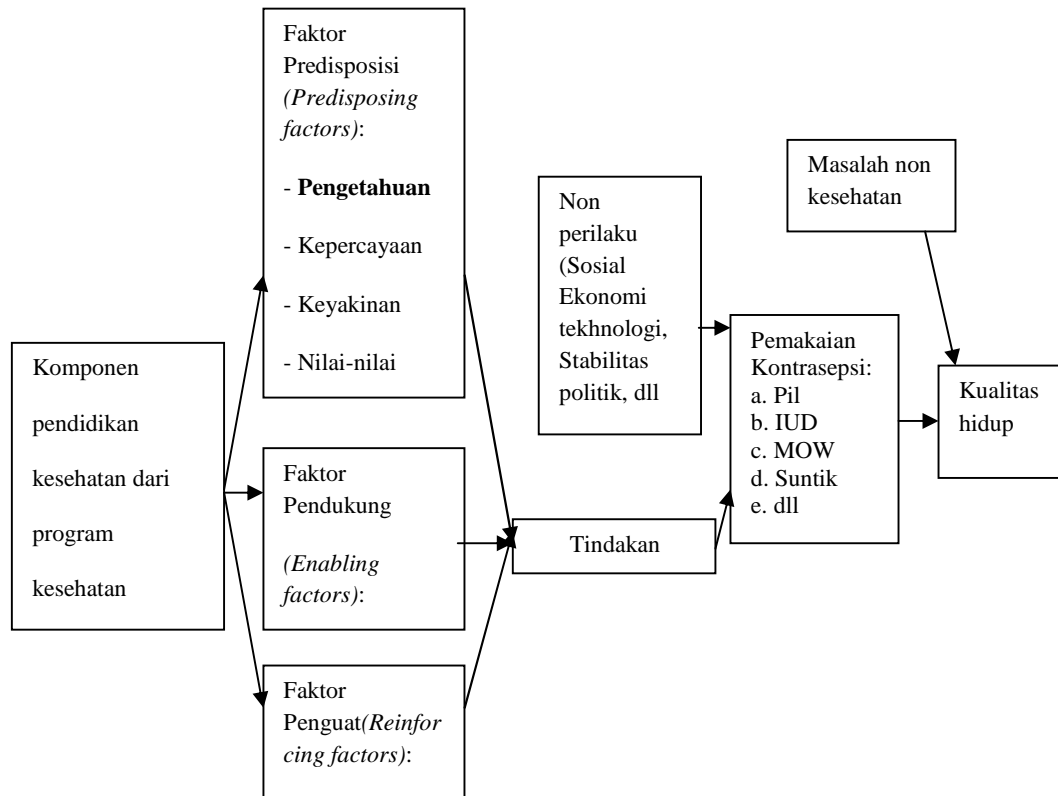 Komponen
pendidikan
kesehatan dari
program
kesehatan
Faktor
Predisposisi
(Predisposing
factors):
- Pengetahuan
- Kepercayaan
- Keyakinan
- Nilai-nilai
Faktor
Pendukung
(Enabling
factors):
Faktor
Penguat(Reinfor
cing factors):
Non
perilaku
(Sosial
Ekonomi
tekhnologi,
Stabilitas
politik, dll
Tindakan
Pemakaian
Kontrasepsi:
a. Pil
b. IUD
c. MOW
d. Suntik
e. dll
Masalah non
kesehatan
Kualitas
hidup